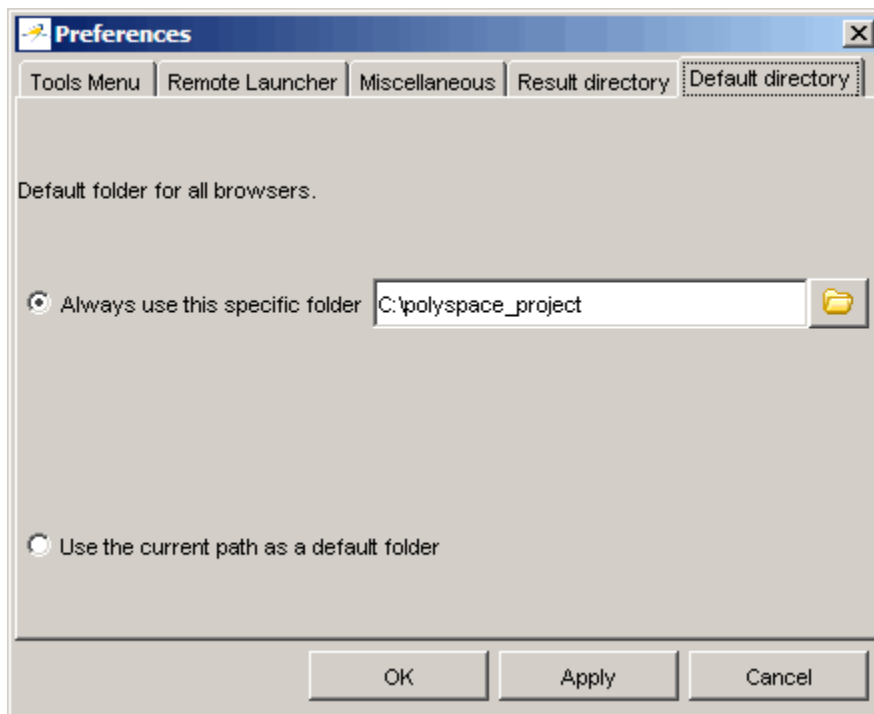 Preferences
Tools Menu Remote Launcher Miscellaneous Result directory Default directory
Default folder for all browsers.
Always use this specific folder C:\polyspace_project
Use the current path as a default folder
OK Apply Cancel